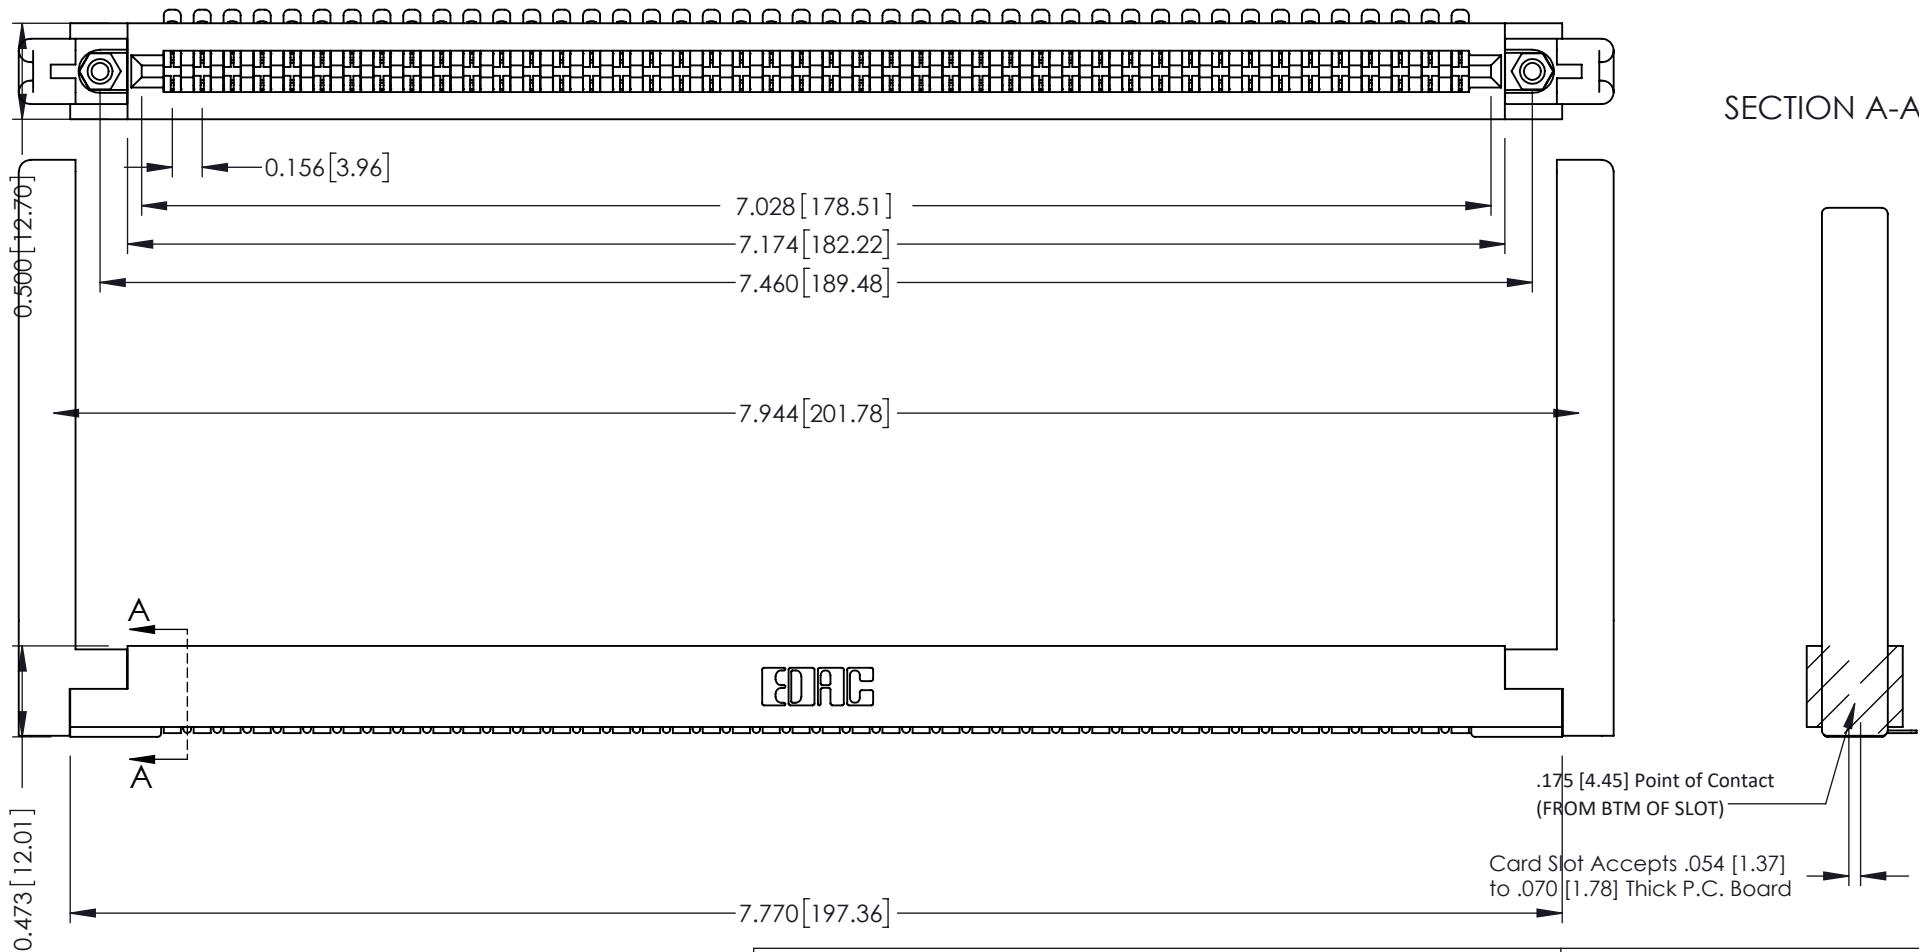 SECTION A-A
0.156[3.96]
7.028[178.51]
0.500[12.70]
7.174[182.22]
7.460[189.48]
7.944[201.78]
A
EDAC
A
.175 [4.45] Point of Contact
(FROM BTM OF SLOT)
0.473[12.01]
Card Slot Accepts .054 [1.37]
to .070 [1.78] Thick P.C. Board
7.770[197.36]